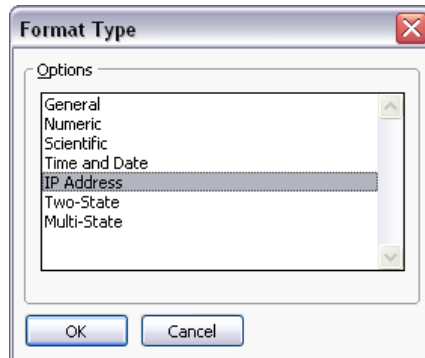 Format Type
Options
General
Numeric
Scientific
Time and Date
IP Address
Two-State
Multi-State
OK
Cancel